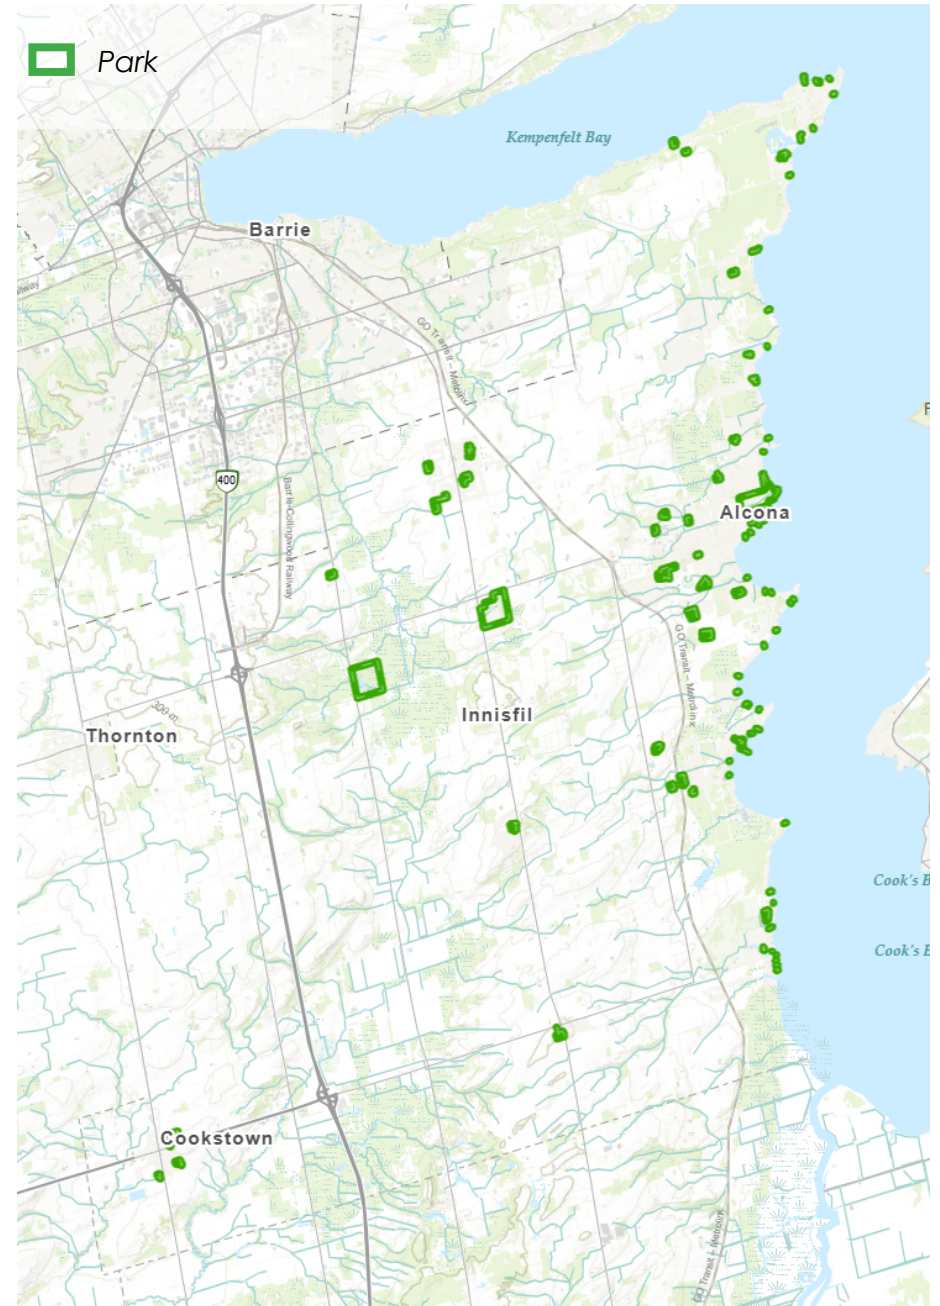 Park
Kempenfelt Bay
Barrie
GO Transit – Metrolinx
400
Barrie-Collingwood Railway
Alcona
GO Transit – Metrolinx
Innisfil
300 m
Thornton
Cook's B
Cook's B
Cookstown
GO Transit – Metrolinx